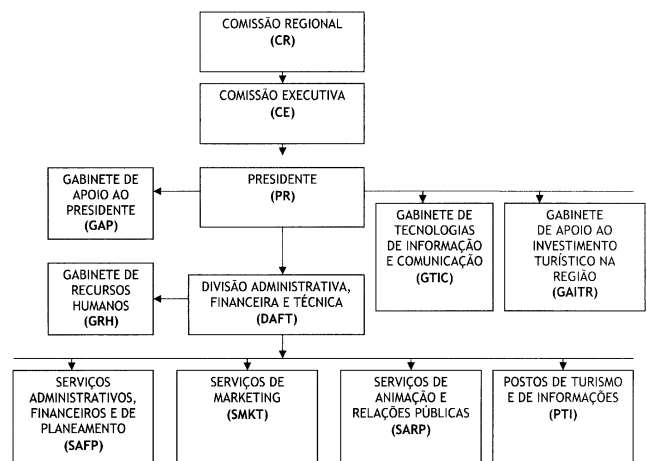 COMISSÃO REGIONAL
(CR)
COMISSÃO EXECUTIVA
(CE)
GABINETE DE
APOIO AO
PRESIDENTE
(GAP)
PRESIDENTE
(PR)
GABINETE DE
TECNOLOGIAS
DE INFORMAÇÃO
E COMUNICAÇÃO
(GTIC)
GABINETE
DE APOIO AO
INVESTIMENTO
TURÍSTICO NA
REGIÃO
(GAITR)
GABINETE DE
RECURSOS
HUMANOS
(GRH)
DIVISÃO ADMINISTRATIVA,
FINANCEIRA E TÉCNICA
(DAFT)
SERVIÇOS
ADMINISTRATIVOS,
FINANCEIROS E DE
PLANEAMENTO
(SAFP)
SERVIÇOS DE
MARKETING
(SMKT)
SERVIÇOS DE
ANIMAÇÃO E
RELAÇÕES PÚBLICAS
(SARP)
POSTOS DE TURISMO
E DE INFORMAÇÕES
(PTI)